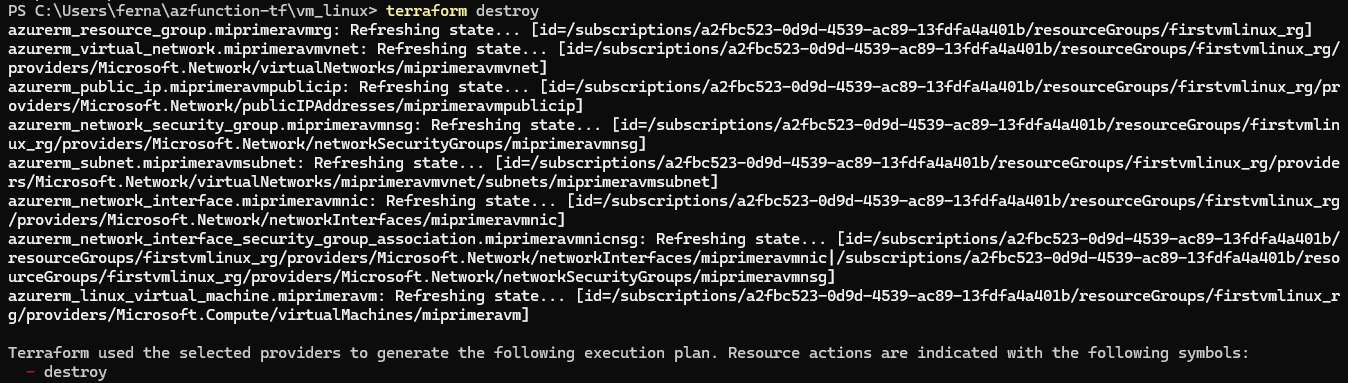 PS C:\Users\ferna\azfunction-tf\vm_linux> terraform destroy
azurerm_resource_group.miprimeravmrg: Refreshing state... [id=/subscriptions/a2fbc523-0d9d-4539-ac89-13fdfa4a401b/resourceGroups/firstvmlinux_rg]
azurerm_virtual_network.miprimeravmvnet: Refreshing state... [id=/subscriptions/a2fbc523-0d9d-4539-ac89-13fdfa4a401b/resourceGroups/firstvmlinux_rg/
providers/Microsoft.Network/virtualNetworks/miprimeravmvnet]
azurerm_public_ip.miprimeravmpublicip: Refreshing state... [id=/subscriptions/a2fbc523-0d9d-4539-ac89-13fdfa4a401b/resourceGroups/firstvmlinux_rg/pr
oviders/Microsoft.Network/publicIPAddresses/miprimeravmpublicip]
azurerm_network_security_group.miprimeravmnsg: Refreshing state... [id=/subscriptions/a2fbc523-0d9d-4539-ac89-13fdfa4a401b/resourceGroups/firstvmlin
ux_rg/providers/Microsoft.Network/networkSecurityGroups/miprimeravmnsg]
azurerm_subnet.miprimeravmsubnet: Refreshing state... [id=/subscriptions/a2fbc523-0d9d-4539-ac89-13fdfa4a401b/resourceGroups/firstvmlinux_rg/provide
rs/Microsoft.Network/virtualNetworks/miprimeravmvnet/subnets/miprimeravmsubnet]
azurerm_network_interface.miprimeravmnic: Refreshing state... [id=/subscriptions/a2fbc523-0d9d-4539-ac89-13fdfa4a401b/resourceGroups/firstvmlinux_rg
/providers/Microsoft.Network/networkInterfaces/miprimeravmnic]
azurerm_network_interface_security_group_association.miprimeravmnicnsg: Refreshing state... [id=/subscriptions/a2fbc523-0d9d-4539-ac89-13fdfa4a401b/
resourceGroups/firstvmlinux_rg/providers/Microsoft.Network/networkInterfaces/miprimeravmnic|/subscriptions/a2fbc523-0d9d-4539-ac89-13fdfa4a401b/reso
urceGroups/firstvmlinux_rg/providers/Microsoft.Network/networkSecurityGroups/miprimeravmnsg]
azurerm_linux_virtual_machine.miprimeravm: Refreshing state... [id=/subscriptions/a2fbc523-0d9d-4539-ac89-13fdfa4a401b/resourceGroups/firstvmlinux_r
g/providers/Microsoft.Compute/virtualMachines/miprimeravm]
Terraform used the selected providers to generate the following execution plan. Resource actions are indicated with the following symbols:
- destroy